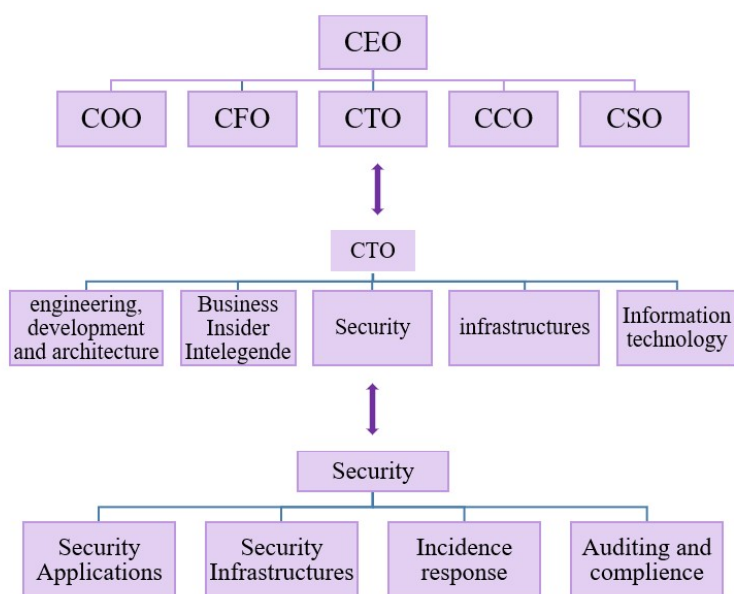 CEO
COO
CFO
CTO
CCO
CSO
CTO
engineering,
development
and architecture
Business
Insider
Intelegende
Security
infrastructures
Information
technology
Security
Security
Applications
Security
Infrastructures
Incidence
response
Auditing and
complience